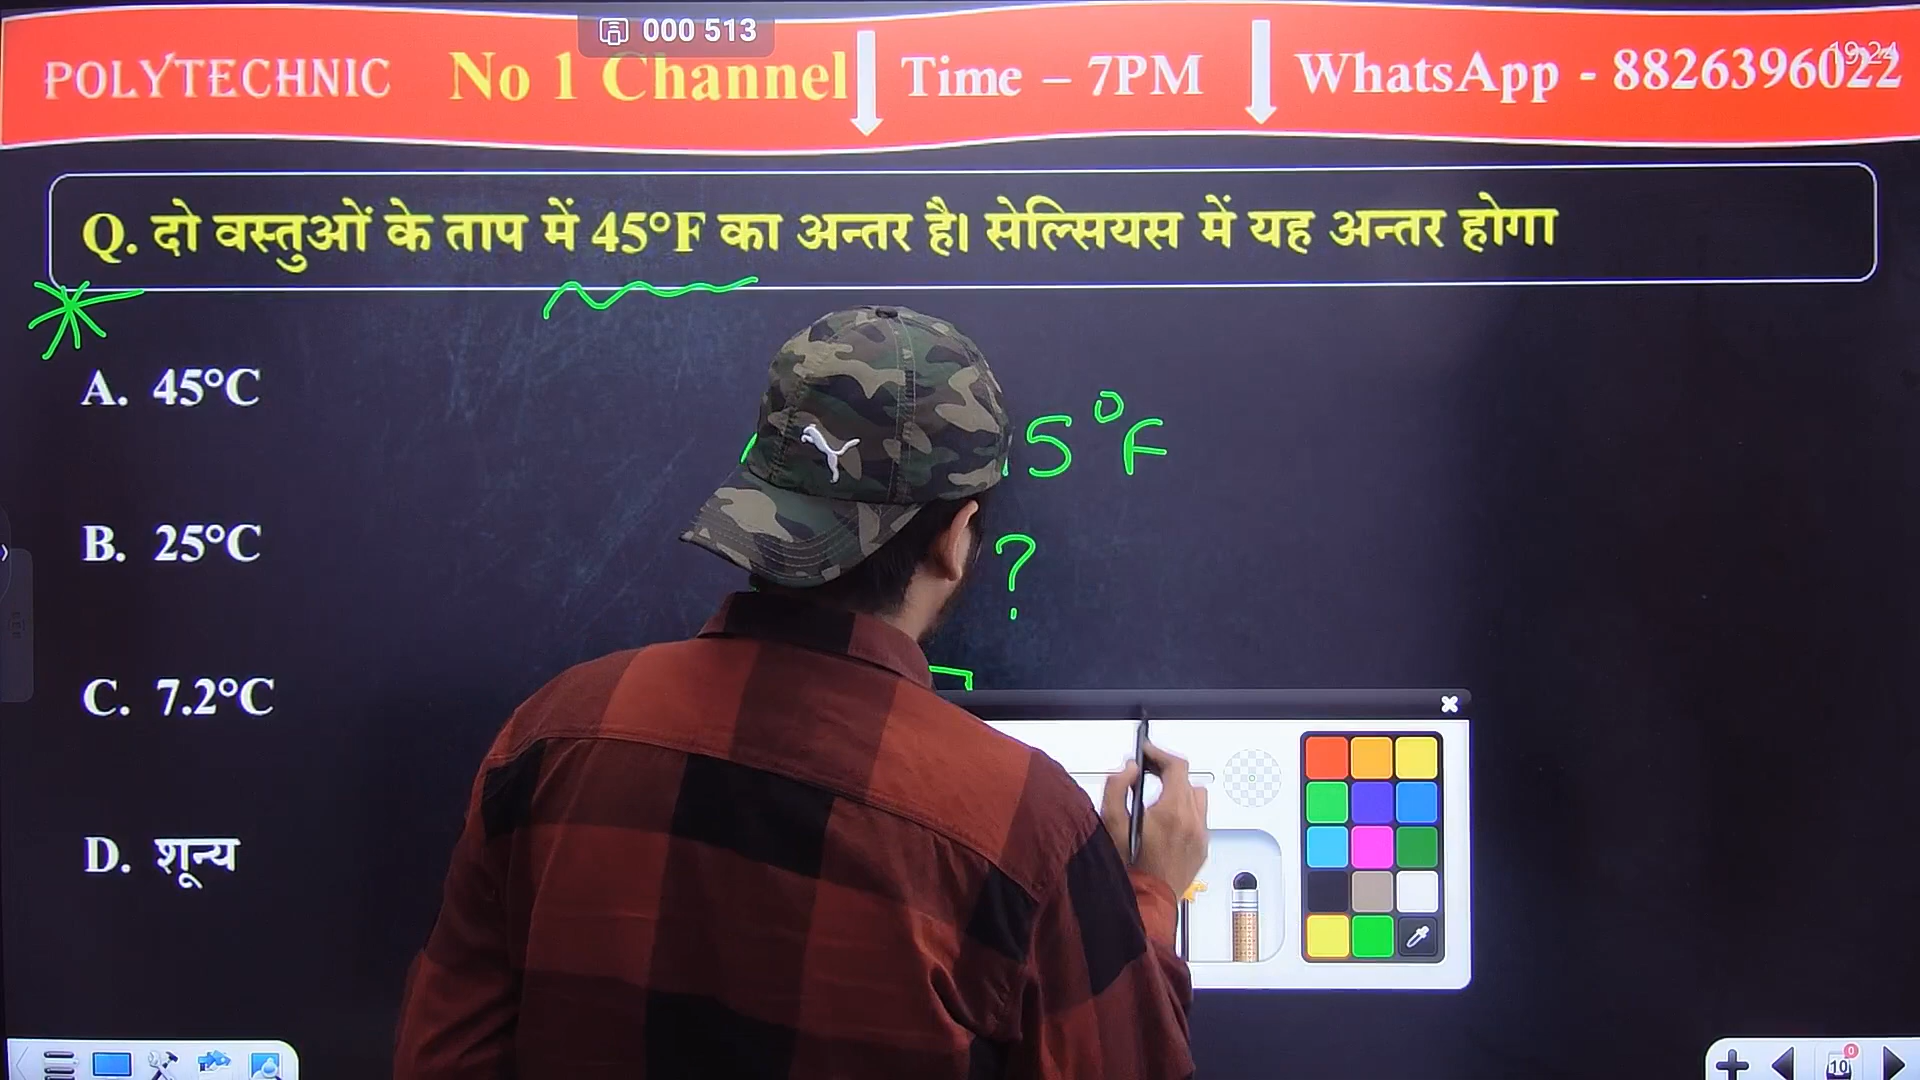 000 513
19:24
POLYTECHNIC No 1 Channel Time – 7PM WhatsApp - 8826396022
Q. दो वस्तुओं के ताप में 45°F का अन्तर है। सेल्सियस में यह अन्तर होगा
A. 45°C
5°F
B. 25°C
?
C. 7.2°C
D. शून्य
10
0